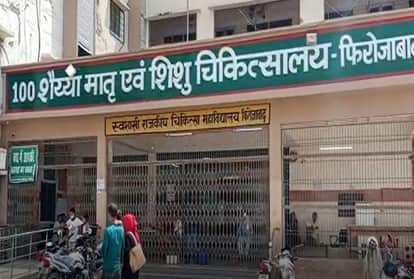 100 शैय्या मातृ एवं शिशु चिकित्सालय - फिरोजाबाद
स्वशासी राजकीय चिकित्सा महाविद्यालय फिरोजाबाद